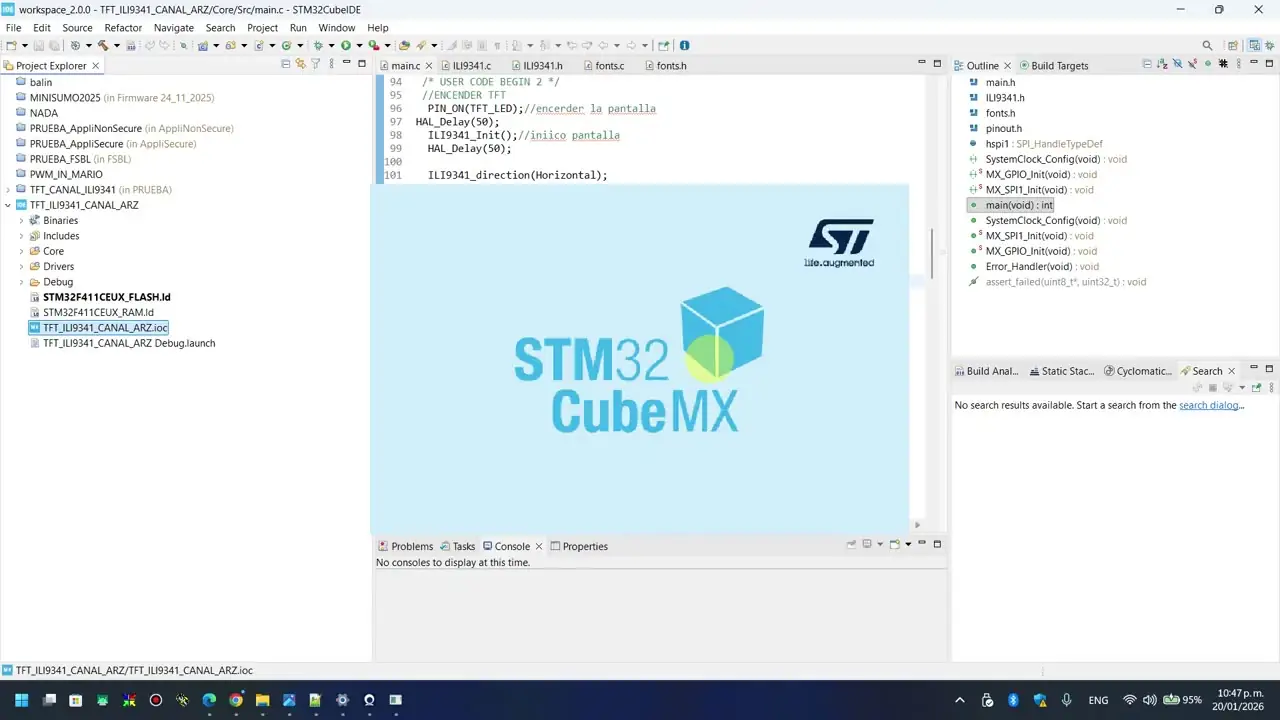 workspace_2.0.0 - TFT_ILI9341_CANAL_ARZ/Core/Src/main.c - STM32CubeIDE
File Edit Source Refactor Navigate Search Project Run Window Help
Project Explorer
balin
MINISUMO2025 (in Firmware 24_11_2025)
NADA
PRUEBA_AppliNonSecure (in AppliNonSecure)
PRUEBA_AppliSecure (in AppliSecure)
PRUEBA_FSBL (in FSBL)
PWM_IN_MARIO
TFT_CANAL_ILI9341 (in PRUEBA)
TFT_ILI9341_CANAL_ARZ
Binaries
Includes
Core
Drivers
Debug
STM32F411CEUX_FLASH.ld
STM32F411CEUX_RAM.ld
TFT_ILI9341_CANAL_ARZ.ioc
TFT_ILI9341_CANAL_ARZ Debug.launch
main.c ILI9341.c ILI9341.h fonts.c fonts.h
94 /* USER CODE BEGIN 2 */
95 //ENCENDER TFT
96 PIN_ON(TFT_LED);//encerder la pantalla
97 HAL_Delay(50);
98 ILI9341_Init();//iniico pantalla
99 HAL_Delay(50);
100
101 ILI9341_direction(Horizontal);
ST
life.augmented
STM32
CubeMX
Problems Tasks Console Properties
No consoles to display at this time.
Outline Build Targets
main.h
ILI9341.h
fonts.h
pinout.h
hspi1 : SPI_HandleTypeDef
SystemClock_Config(void) : void
MX_GPIO_Init(void) : void
MX_SPI1_Init(void) : void
main(void) : int
SystemClock_Config(void) : void
MX_SPI1_Init(void) : void
MX_GPIO_Init(void) : void
Error_Handler(void) : void
assert_failed(uint8_t*, uint32_t) : void
Build Anal... Static Stac... Cyclomatic... Search
No search results available. Start a search from the search dialog...
TFT_ILI9341_CANAL_ARZ/TFT_ILI9341_CANAL_ARZ.ioc
ENG 95% 10:47 p. m.
20/01/2026